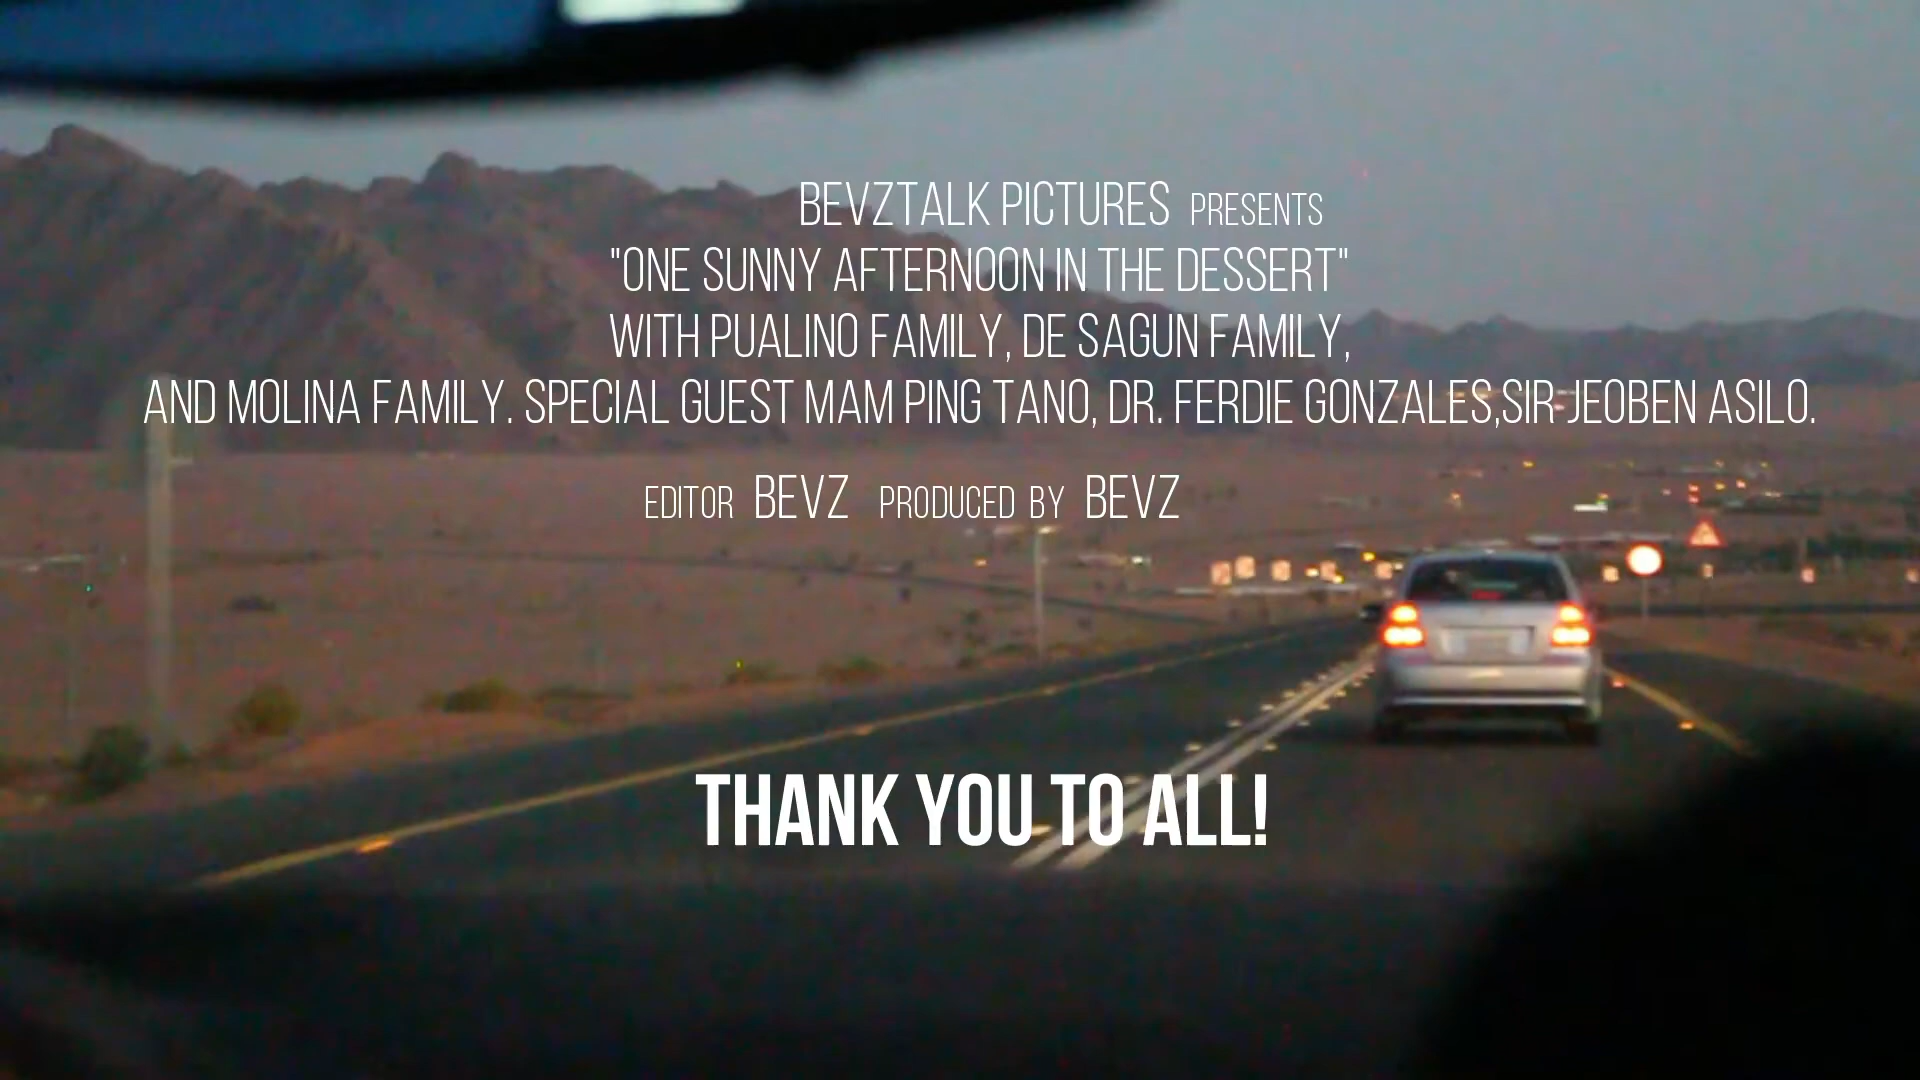 BEVZTALK PICTURES PRESENTS
"ONE SUNNY AFTERNOON IN THE DESSERT"
WITH PUALINO FAMILY, DE SAGUN FAMILY,
AND MOLINA FAMILY. SPECIAL GUEST MAM PING TANO, DR. FERDIE GONZALES,SIR JEOBEN ASILO.
EDITOR BEVZ PRODUCED BY BEVZ
THANK YOU TO ALL!